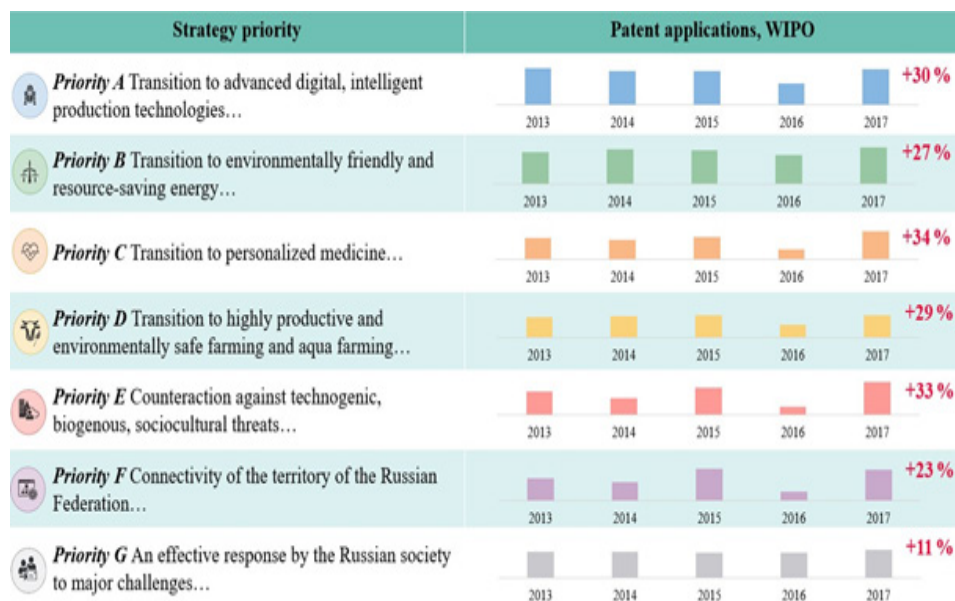 Strategy priority
Patent applications, WIPO
Priority A Transition to advanced digital, intelligent
production technologies…
+30 %
2013 2014 2015 2016 2017
Priority B Transition to environmentally friendly and
resource-saving energy…
+27 %
2013 2014 2015 2016 2017
Priority C Transition to personalized medicine…
+34 %
2013 2014 2015 2016 2017
Priority D Transition to highly productive and
environmentally safe farming and aqua farming…
+29 %
2013 2014 2015 2016 2017
Priority E Counteraction against technogenic,
biogenous, sociocultural threats…
+33 %
2013 2014 2015 2016 2017
Priority F Connectivity of the territory of the Russian
Federation…
+23 %
2013 2014 2015 2016 2017
Priority G An effective response by the Russian society
to major challenges…
+11 %
2013 2014 2015 2016 2017